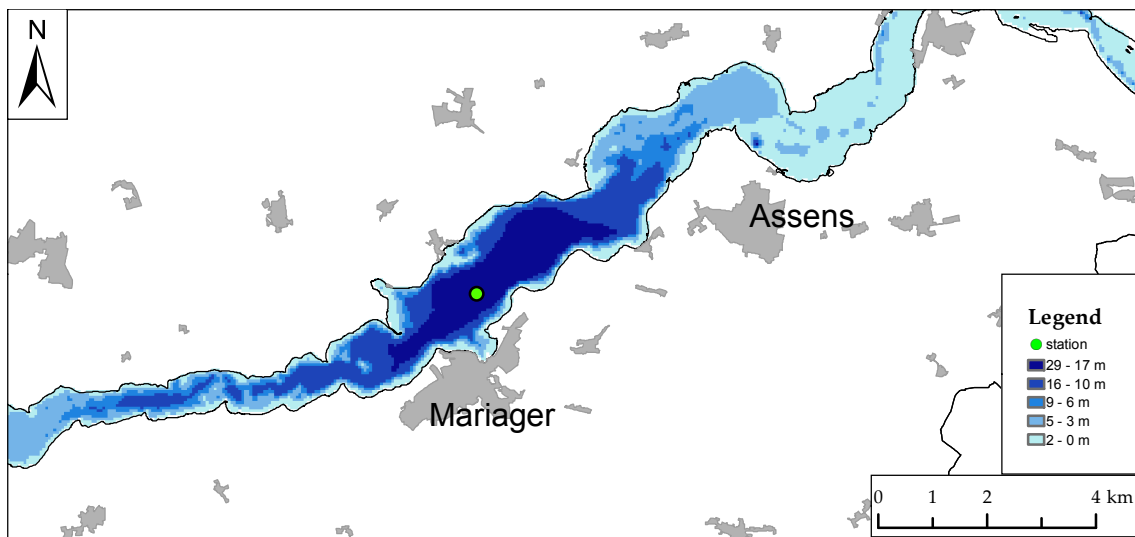 N
Assens
Mariager
Legend
station
29 - 17 m
16 - 10 m
9 - 6 m
5 - 3 m
2 - 0 m
0 1 2 4 km